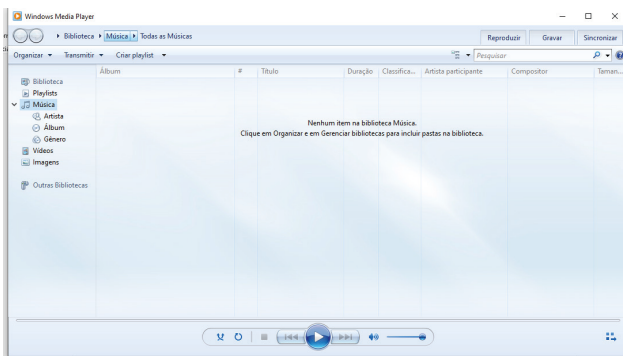 Windows Media Player
Biblioteca Música Todas as Músicas
Reproduzir Gravar Sincronizar
Organizar Transmitir Criar playlist
Pesquisar
Álbum # Título Duração Classifica... Artista participante Compositor Taman...
Biblioteca
Playlists
Música
Artista
Álbum
Gênero
Vídeos
Imagens
Outras Bibliotecas
Nenhum item na biblioteca Música.
Clique em Organizar e em Gerenciar bibliotecas para incluir pastas na biblioteca.